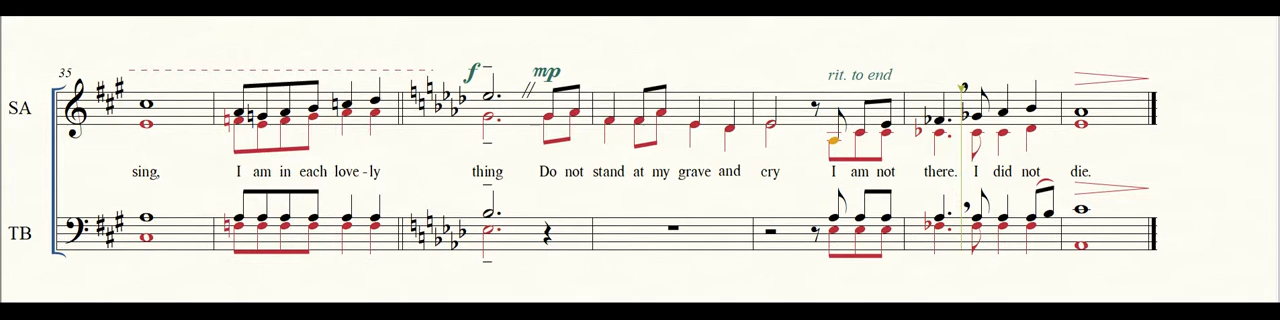 35
f mp rit. to end
SA
sing, I am in each love-ly thing Do not stand at my grave and cry I am not there. I did not die.
TB